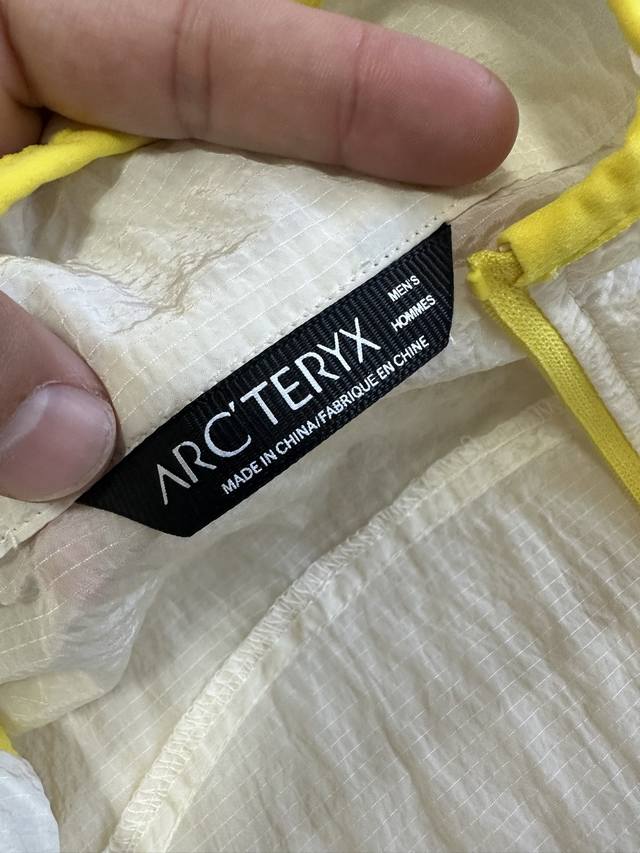 ARC'TERYX
MEN'S
HOMMES
MADE IN CHINA/FABRIQUE EN CHINE